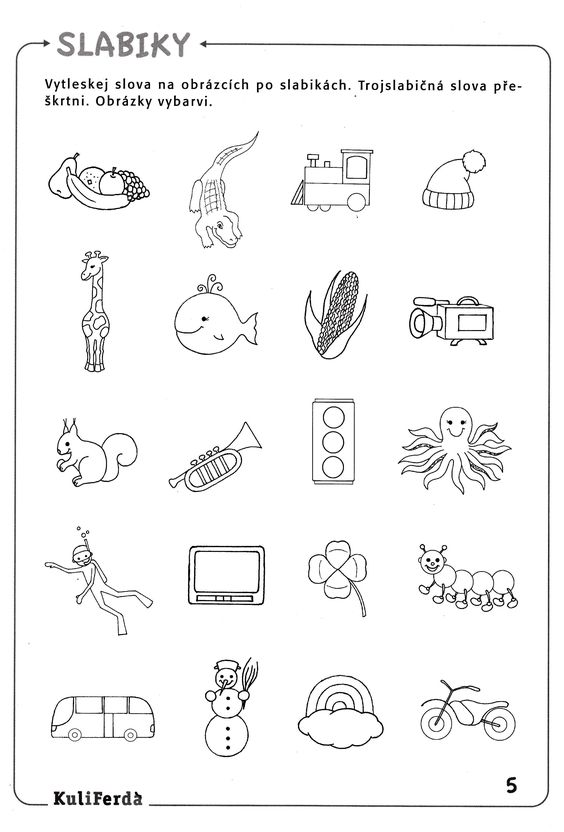 SLABIKY
Vytleskej slova na obrázcích po slabikách. Trojslabičná slova pře-
škrtni. Obrázky vybarvi.
5
KuliFerda